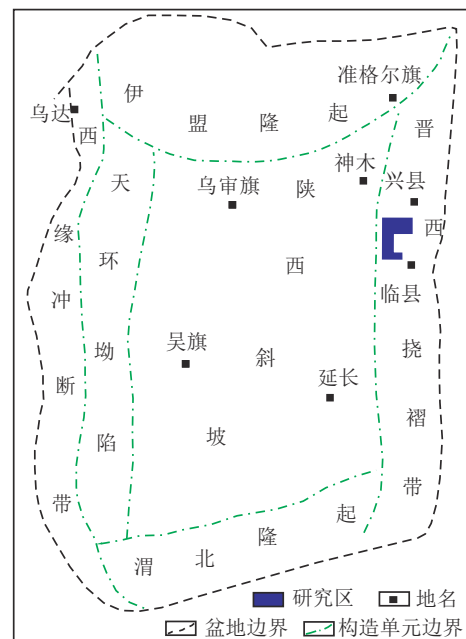 伊盟隆起
准格尔旗
乌达
晋西挠褶带
西缘冲断带
神木
兴县
天环坳陷
乌审旗
陕西斜坡
临县
吴旗
延长
渭北隆起
研究区
地名
盆地边界
构造单元边界